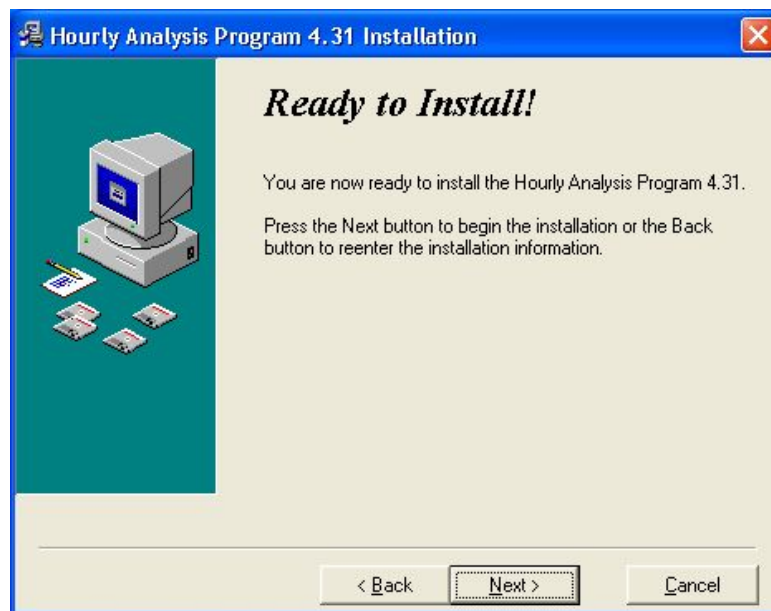 Hourly Analysis Program 4.31 Installation
Ready to Install!
You are now ready to install the Hourly Analysis Program 4.31.
Press the Next button to begin the installation or the Back
button to reenter the installation information.
< Back
Next >
Cancel